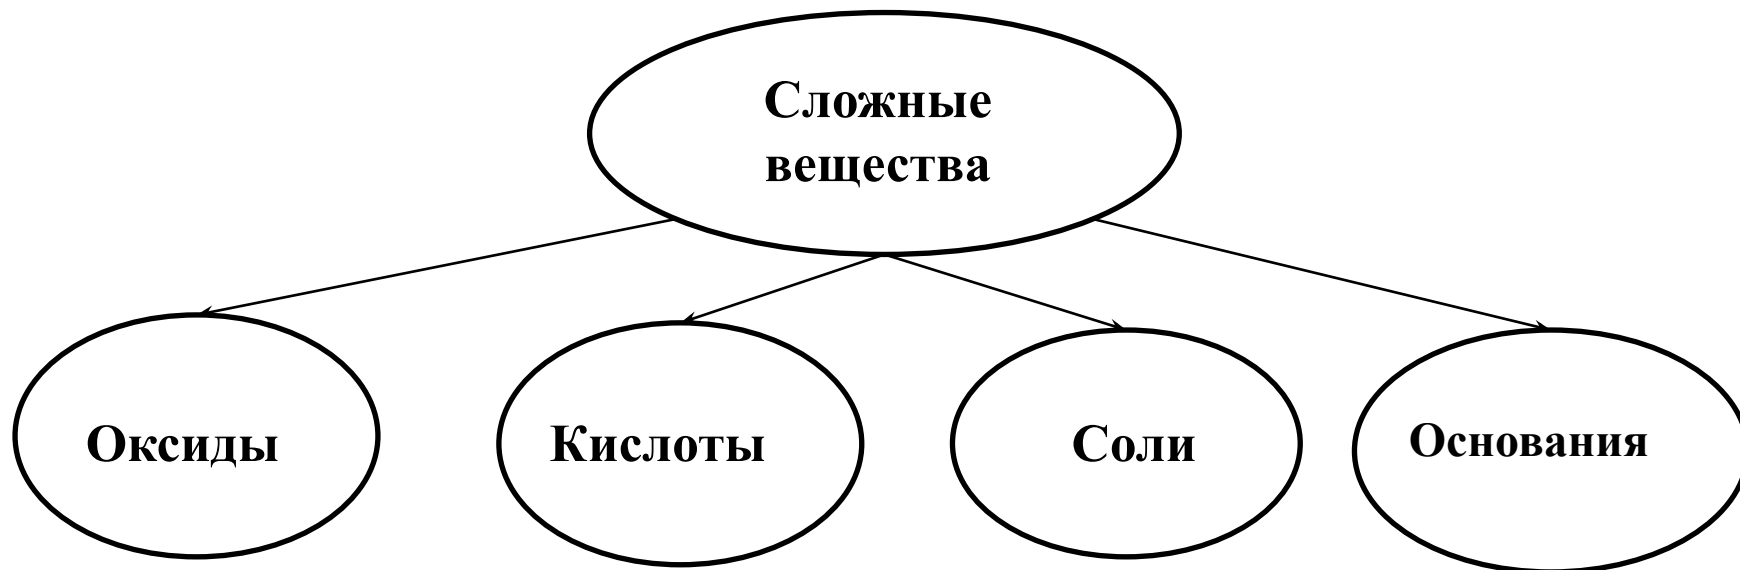 Сложные
вещества
Оксиды
Кислоты
Соли
Основания